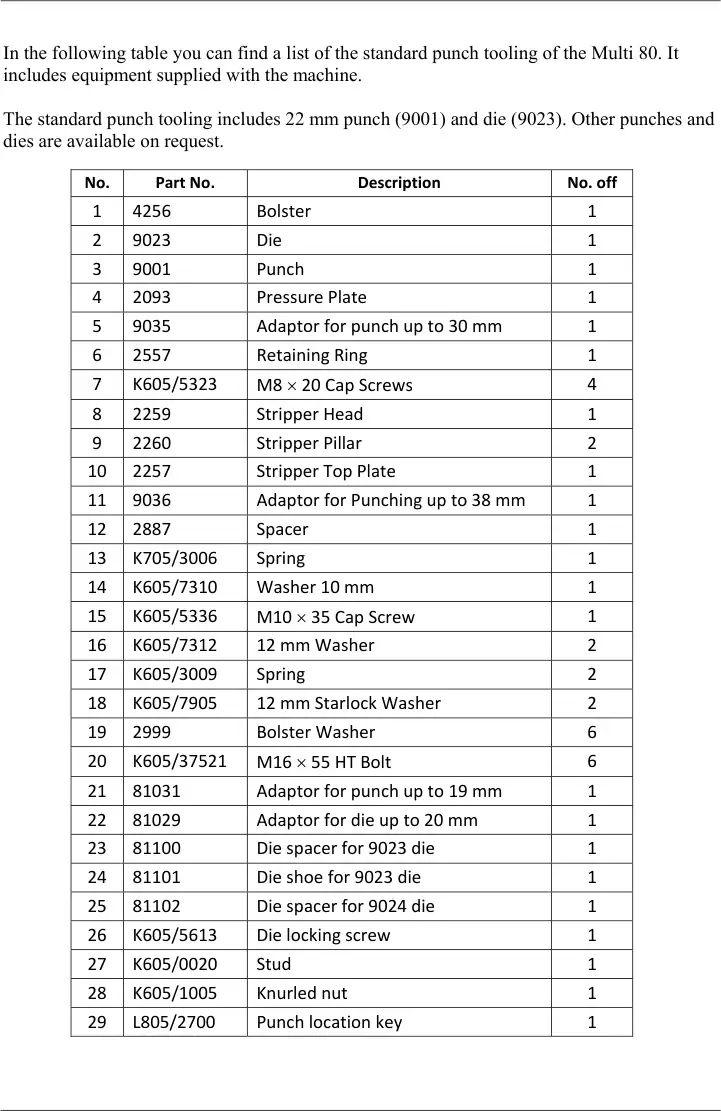 In the following table you can find a list of the standard punch tooling of the Multi 80. It
includes equipment supplied with the machine.
The standard punch tooling includes 22 mm punch (9001) and die (9023). Other punches and
dies are available on request.
No. Part No. Description No. off
1 4256 Bolster 1
2 9023 Die 1
3 9001 Punch 1
4 2093 Pressure Plate 1
5 9035 Adaptor for punch up to 30 mm 1
6 2557 Retaining Ring 1
7 K605/5323 M8 × 20 Cap Screws 4
8 2259 Stripper Head 1
9 2260 Stripper Pillar 2
10 2257 Stripper Top Plate 1
11 9036 Adaptor for Punching up to 38 mm 1
12 2887 Spacer 1
13 K705/3006 Spring 1
14 K605/7310 Washer 10 mm 1
15 K605/5336 M10 × 35 Cap Screw 1
16 K605/7312 12 mm Washer 2
17 K605/3009 Spring 2
18 K605/7905 12 mm Starlock Washer 2
19 2999 Bolster Washer 6
20 K605/37521 M16 × 55 HT Bolt 6
21 81031 Adaptor for punch up to 19 mm 1
22 81029 Adaptor for die up to 20 mm 1
23 81100 Die spacer for 9023 die 1
24 81101 Die shoe for 9023 die 1
25 81102 Die spacer for 9024 die 1
26 K605/5613 Die locking screw 1
27 K605/0020 Stud 1
28 K605/1005 Knurled nut 1
29 L805/2700 Punch location key 1